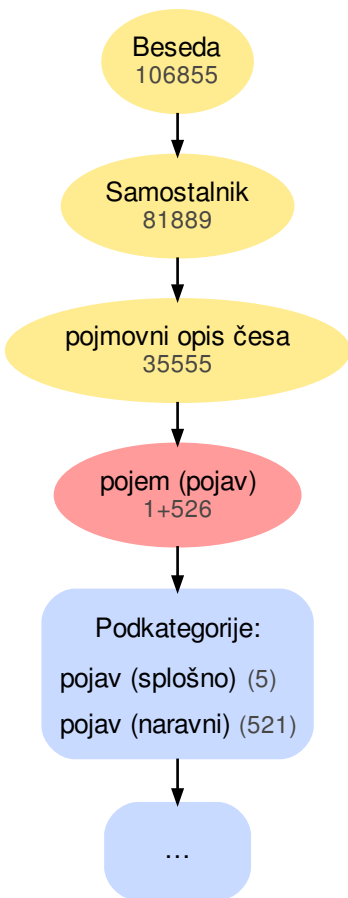 Beseda
106855
Samostalnik
81889
pojmovni opis česa
35555
pojem (pojav)
1+526
Podkategorije:
pojav (splošno) (5)
pojav (naravni) (521)
...